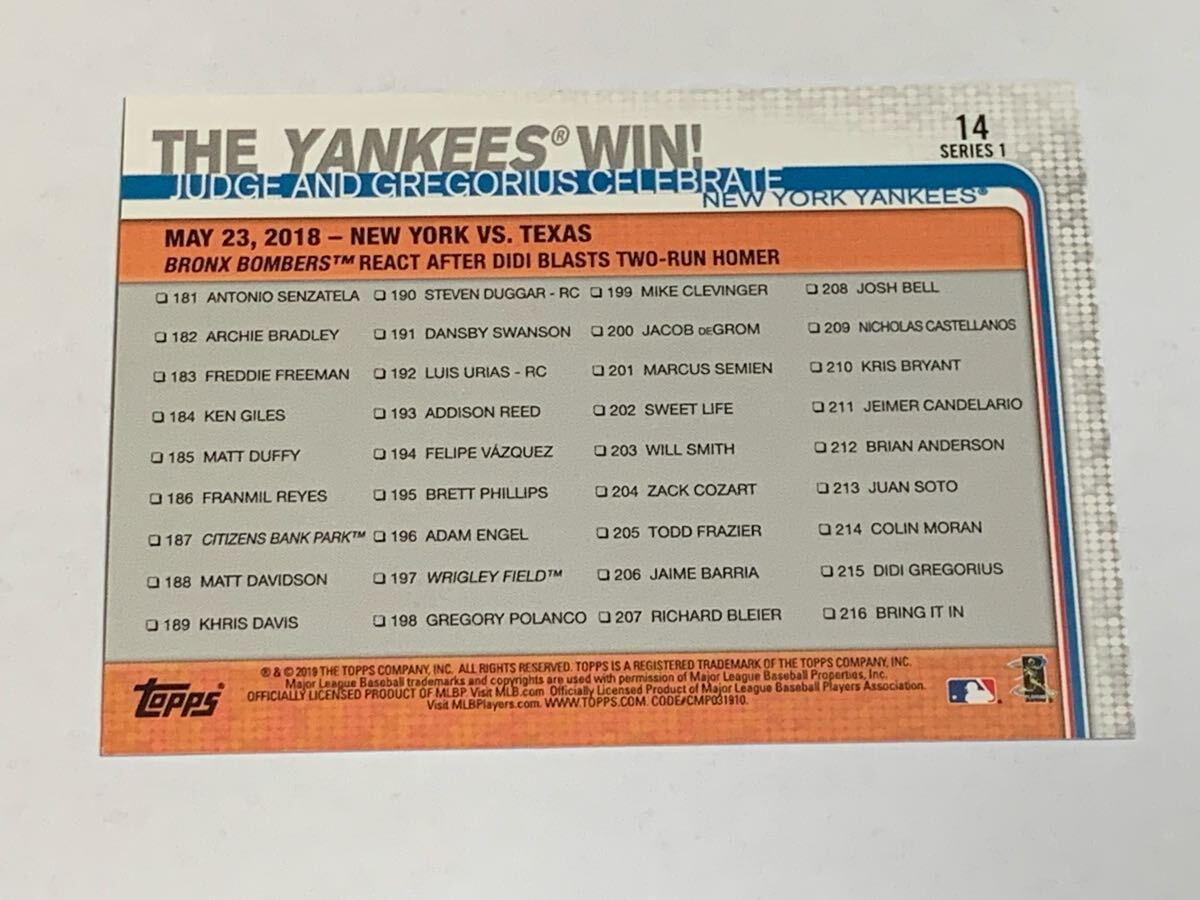 THE YANKEES® WIN!
14
SERIES 1
JUDGE AND GREGORIUS CELEBRATE
NEW YORK YANKEES®
MAY 23, 2018 – NEW YORK VS. TEXAS
BRONX BOMBERS™ REACT AFTER DIDI BLASTS TWO-RUN HOMER
❏ 181 ANTONIO SENZATELA
❏ 182 ARCHIE BRADLEY
❏ 183 FREDDIE FREEMAN
❏ 184 KEN GILES
❏ 185 MATT DUFFY
❏ 186 FRANMIL REYES
❏ 187 CITIZENS BANK PARK™
❏ 188 MATT DAVIDSON
❏ 189 KHRIS DAVIS
❏ 190 STEVEN DUGGAR - RC
❏ 191 DANSBY SWANSON
❏ 192 LUIS URIAS - RC
❏ 193 ADDISON REED
❏ 194 FELIPE VÁZQUEZ
❏ 195 BRETT PHILLIPS
❏ 196 ADAM ENGEL
❏ 197 WRIGLEY FIELD™
❏ 198 GREGORY POLANCO
❏ 199 MIKE CLEVINGER
❏ 200 JACOB DEGROM
❏ 201 MARCUS SEMIEN
❏ 202 SWEET LIFE
❏ 203 WILL SMITH
❏ 204 ZACK COZART
❏ 205 TODD FRAZIER
❏ 206 JAIME BARRIA
❏ 207 RICHARD BLEIER
❏ 208 JOSH BELL
❏ 209 NICHOLAS CASTELLANOS
❏ 210 KRIS BRYANT
❏ 211 JEIMER CANDELARIO
❏ 212 BRIAN ANDERSON
❏ 213 JUAN SOTO
❏ 214 COLIN MORAN
❏ 215 DIDI GREGORIUS
❏ 216 BRING IT IN
topps®
® & © 2019 THE TOPPS COMPANY, INC. ALL RIGHTS RESERVED. TOPPS IS A REGISTERED TRADEMARK OF THE TOPPS COMPANY, INC.
Major League Baseball trademarks and copyrights are used with permission of Major League Baseball Properties, Inc.
OFFICIALLY LICENSED PRODUCT OF MLBP. Visit MLB.com Officially Licensed Product of Major League Baseball Players Association.
Visit MLBPlayers.com. WWW.TOPPS.COM. CODE#CMP031910.